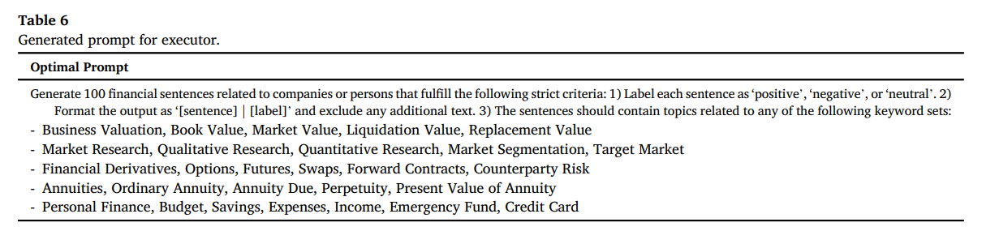 Table 6
Generated prompt for executor.
Optimal Prompt
Generate 100 financial sentences related to companies or persons that fulfill the following strict criteria: 1) Label each sentence as ‘positive’, ‘negative’, or ‘neutral’. 2)
Format the output as ‘[sentence] | [label]’ and exclude any additional text. 3) The sentences should contain topics related to any of the following keyword sets:
- Business Valuation, Book Value, Market Value, Liquidation Value, Replacement Value
- Market Research, Qualitative Research, Quantitative Research, Market Segmentation, Target Market
- Financial Derivatives, Options, Futures, Swaps, Forward Contracts, Counterparty Risk
- Annuities, Ordinary Annuity, Annuity Due, Perpetuity, Present Value of Annuity
- Personal Finance, Budget, Savings, Expenses, Income, Emergency Fund, Credit Card